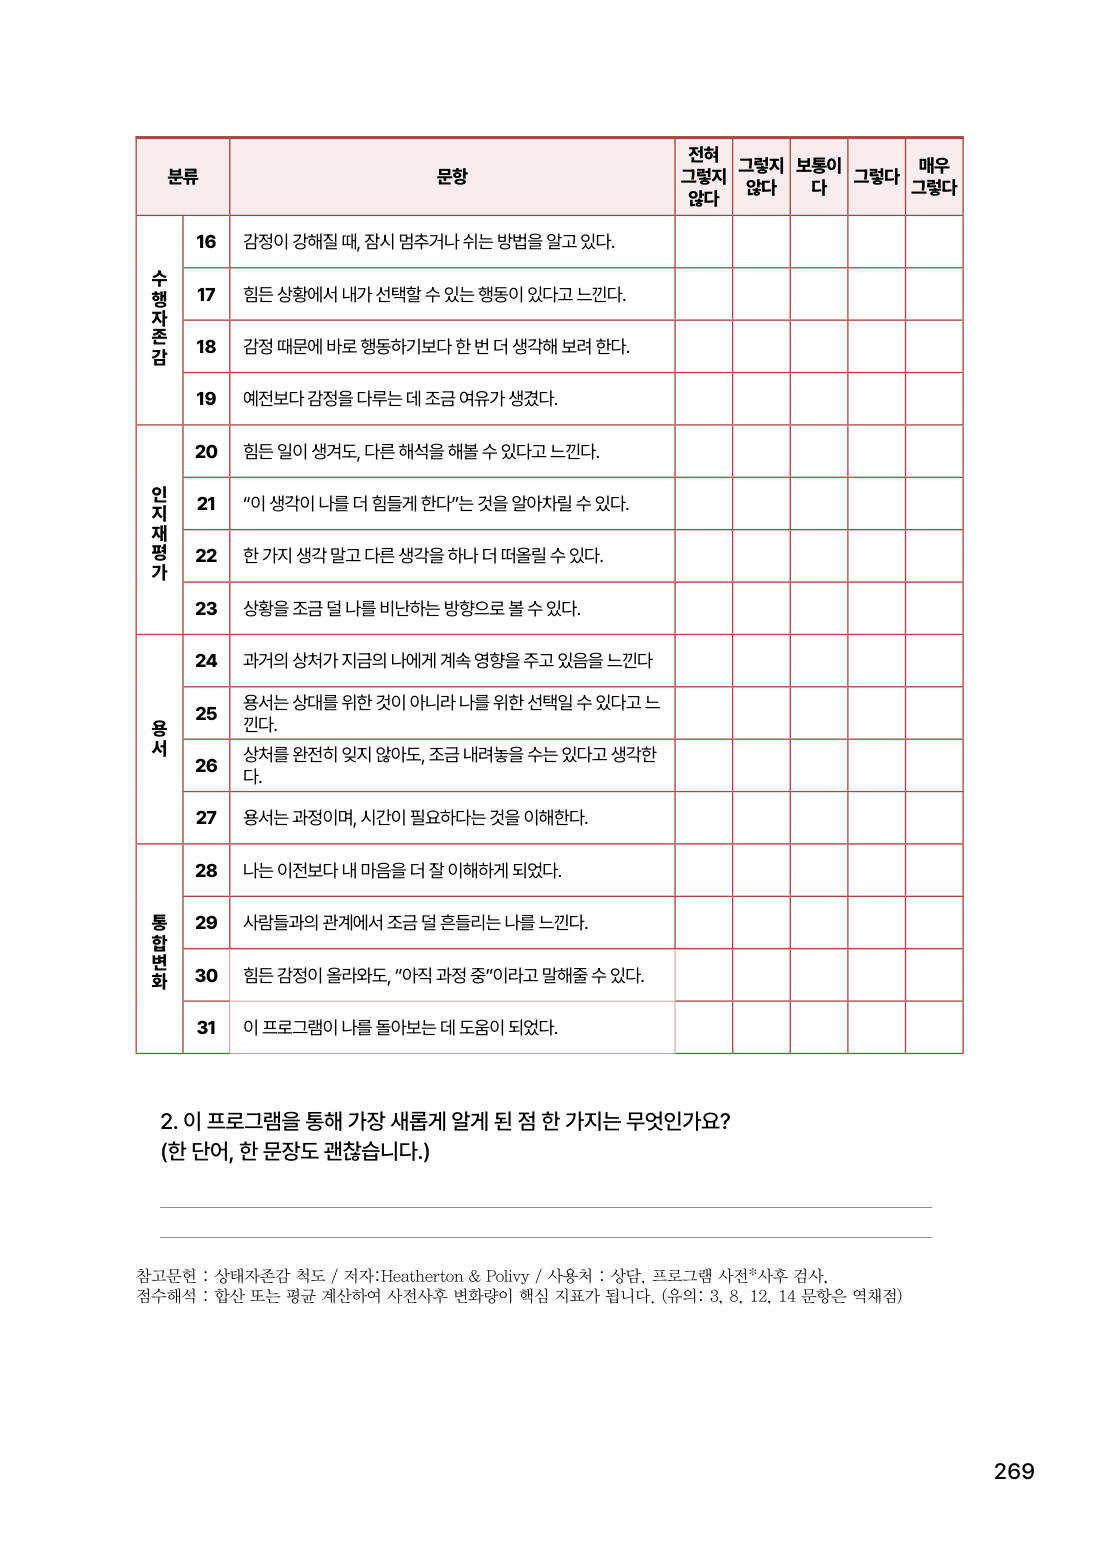 분류 문항 전혀 그렇지 않다 그렇지 않다 보통이다 그렇다 매우 그렇다
수행자존감
16 감정이 강해질 때, 잠시 멈추거나 쉬는 방법을 알고 있다.
17 힘든 상황에서 내가 선택할 수 있는 행동이 있다고 느낀다.
18 감정 때문에 바로 행동하기보다 한 번 더 생각해 보려 한다.
19 예전보다 감정을 다루는 데 조금 여유가 생겼다.
인지재평가
20 힘든 일이 생겨도, 다른 해석을 해볼 수 있다고 느낀다.
21 “이 생각이 나를 더 힘들게 한다”는 것을 알아차릴 수 있다.
22 한 가지 생각 말고 다른 생각을 하나 더 떠올릴 수 있다.
23 상황을 조금 덜 나를 비난하는 방향으로 볼 수 있다.
용서
24 과거의 상처가 지금의 나에게 계속 영향을 주고 있음을 느낀다
25 용서는 상대를 위한 것이 아니라 나를 위한 선택일 수 있다고 느
낀다.
26 상처를 완전히 잊지 않아도, 조금 내려놓을 수는 있다고 생각한
다.
27 용서는 과정이며, 시간이 필요하다는 것을 이해한다.
통합변화
28 나는 이전보다 내 마음을 더 잘 이해하게 되었다.
29 사람들과의 관계에서 조금 덜 흔들리는 나를 느낀다.
30 힘든 감정이 올라와도, “아직 과정 중”이라고 말해줄 수 있다.
31 이 프로그램이 나를 돌아보는 데 도움이 되었다.
2. 이 프로그램을 통해 가장 새롭게 알게 된 점 한 가지는 무엇인가요?
(한 단어, 한 문장도 괜찮습니다.)
참고문헌 : 상태자존감 척도 / 저자:Heatherton & Polivy / 사용처 : 상담, 프로그램 사전*사후 검사,
점수해석 : 합산 또는 평균 계산하여 사전사후 변화량이 핵심 지표가 됩니다. (유의: 3, 8, 12, 14 문항은 역채점)
269